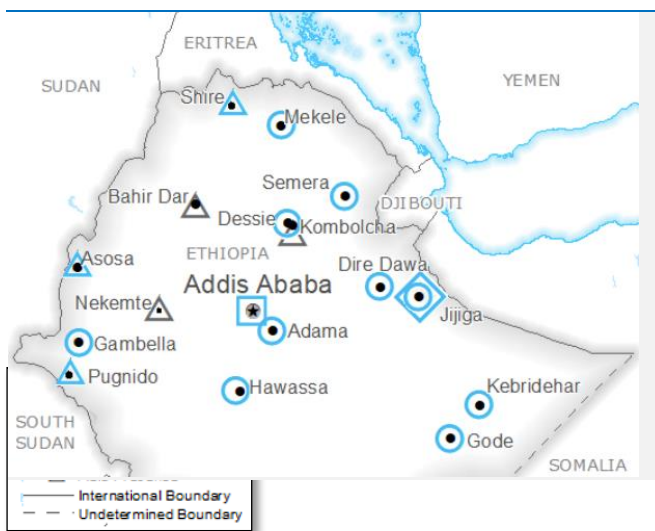 ERITREA
SUDAN
YEMEN
Shire
Mekele
Semera
Bahir Dar
DJIBOUTI
Dessie
Kombolcha
ETHIOPIA
Asosa
Dire Dawa
Addis Ababa
Nekemte
Jijiga
Adama
Gambella
Pugnido
Hawassa
Kebridehar
SOUTH
SUDAN
Gode
SOMALIA
International Boundary
Undetermined Boundary